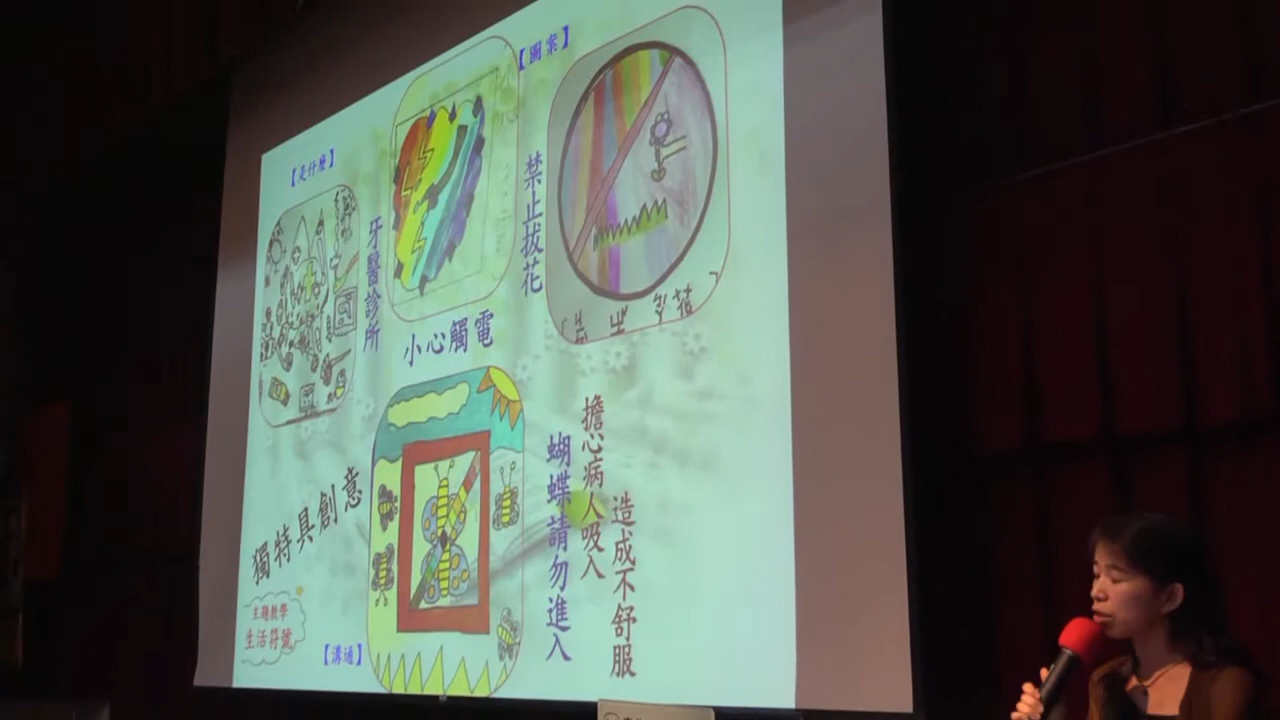 【圖案】
【是什麼】
牙醫診所
小心觸電
禁止拔花
擔心病人吸入
造成不舒服
蝴蝶請勿進入
獨特具創意
主題教學
生活符號
【溝通】